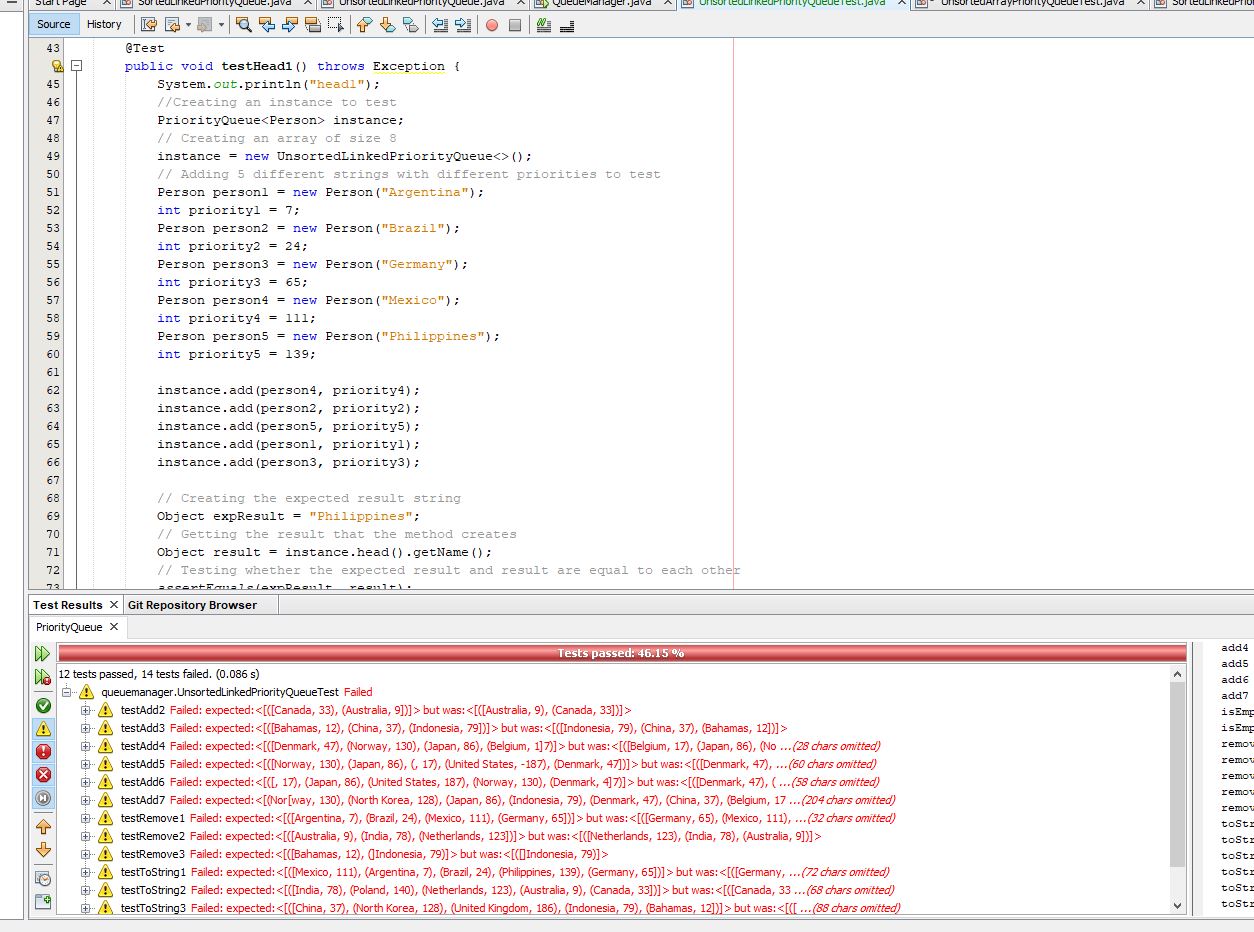 Start Page
SortedLinkedPriorityQueue.java
UnsortedLinkedPriorityQueue.java
QueueManager.java
UnsortedLinkedPriorityQueueTest.java
UnsortedArrayPriorityQueueTest.java
SortedLinkedPrior
Source History
43 @Test
public void testHead1() throws Exception {
45 System.out.println("head1");
46 //Creating an instance to test
47 PriorityQueue<Person> instance;
48 // Creating an array of size 8
49 instance = new UnsortedLinkedPriorityQueue<>();
50 // Adding 5 different strings with different priorities to test
51 Person person1 = new Person("Argentina");
52 int priority1 = 7;
53 Person person2 = new Person("Brazil");
54 int priority2 = 24;
55 Person person3 = new Person("Germany");
56 int priority3 = 65;
57 Person person4 = new Person("Mexico");
58 int priority4 = 111;
59 Person person5 = new Person("Philippines");
60 int priority5 = 139;
61
62 instance.add(person4, priority4);
63 instance.add(person2, priority2);
64 instance.add(person5, priority5);
65 instance.add(person1, priority1);
66 instance.add(person3, priority3);
67
68 // Creating the expected result string
69 Object expResult = "Philippines";
70 // Getting the result that the method creates
71 Object result = instance.head().getName();
72 // Testing whether the expected result and result are equal to each other
73 assertEquals(expResult, result);
Test Results Git Repository Browser
PriorityQueue
Tests passed: 46.15 %
12 tests passed, 14 tests failed. (0.086 s)
queuemanager.UnsortedLinkedPriorityQueueTest Failed
testAdd2 Failed: expected:<[([Canada, 33), (Australia, 9])]> but was:<[([Australia, 9), (Canada, 33])]>
testAdd3 Failed: expected:<[([Bahamas, 12), (China, 37), (Indonesia, 79])]> but was:<[([Indonesia, 79), (China, 37), (Bahamas, 12])]>
testAdd4 Failed: expected:<[([Denmark, 47), (Norway, 130), (Japan, 86), (Belgium, 1]7)]> but was:<[([Belgium, 17), (Japan, 86), (No ...(28 chars omitted)
testAdd5 Failed: expected:<[([Norway, 130), (Japan, 86), (, 17), (United States, -187), (Denmark, 47])]> but was:<[([Denmark, 47), ...(60 chars omitted)
testAdd6 Failed: expected:<[([, 17), (Japan, 86), (United States, 187), (Norway, 130), (Denmark, 4]7)]> but was:<[([Denmark, 47), ( ...(58 chars omitted)
testAdd7 Failed: expected:<[(Nor[way, 130), (North Korea, 128), (Japan, 86), (Indonesia, 79), (Denmark, 47), (China, 37), (Belgium, 17 ...(204 chars omitted)
testRemove1 Failed: expected:<[([Argentina, 7), (Brazil, 24), (Mexico, 111), (Germany, 65])]> but was:<[([Germany, 65), (Mexico, 111), ...(32 chars omitted)
testRemove2 Failed: expected:<[([Australia, 9), (India, 78), (Netherlands, 123])]> but was:<[([Netherlands, 123), (India, 78), (Australia, 9])]>
testRemove3 Failed: expected:<[([Bahamas, 12), (]Indonesia, 79)]> but was:<[([]Indonesia, 79)]>
testToString1 Failed: expected:<[([Mexico, 111), (Argentina, 7), (Brazil, 24), (Philippines, 139), (Germany, 65])]> but was:<[([Germany, ...(72 chars omitted)
testToString2 Failed: expected:<[([India, 78), (Poland, 140), (Netherlands, 123), (Australia, 9), (Canada, 33])]> but was:<[([Canada, 33 ...(68 chars omitted)
testToString3 Failed: expected:<[([China, 37), (North Korea, 128), (United Kingdom, 186), (Indonesia, 79), (Bahamas, 12])]> but was:<[([ ...(88 chars omitted)
add4
add5
add6
add7
isEmp
isEmp
remov
remov
remov
remov
toStr
toStr
toStr
toStr
toStr